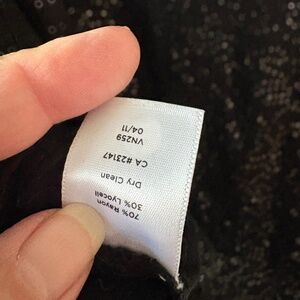 70% Rayon
30% Lyocell
Dry Clean
CA #23147
VN259
04/11